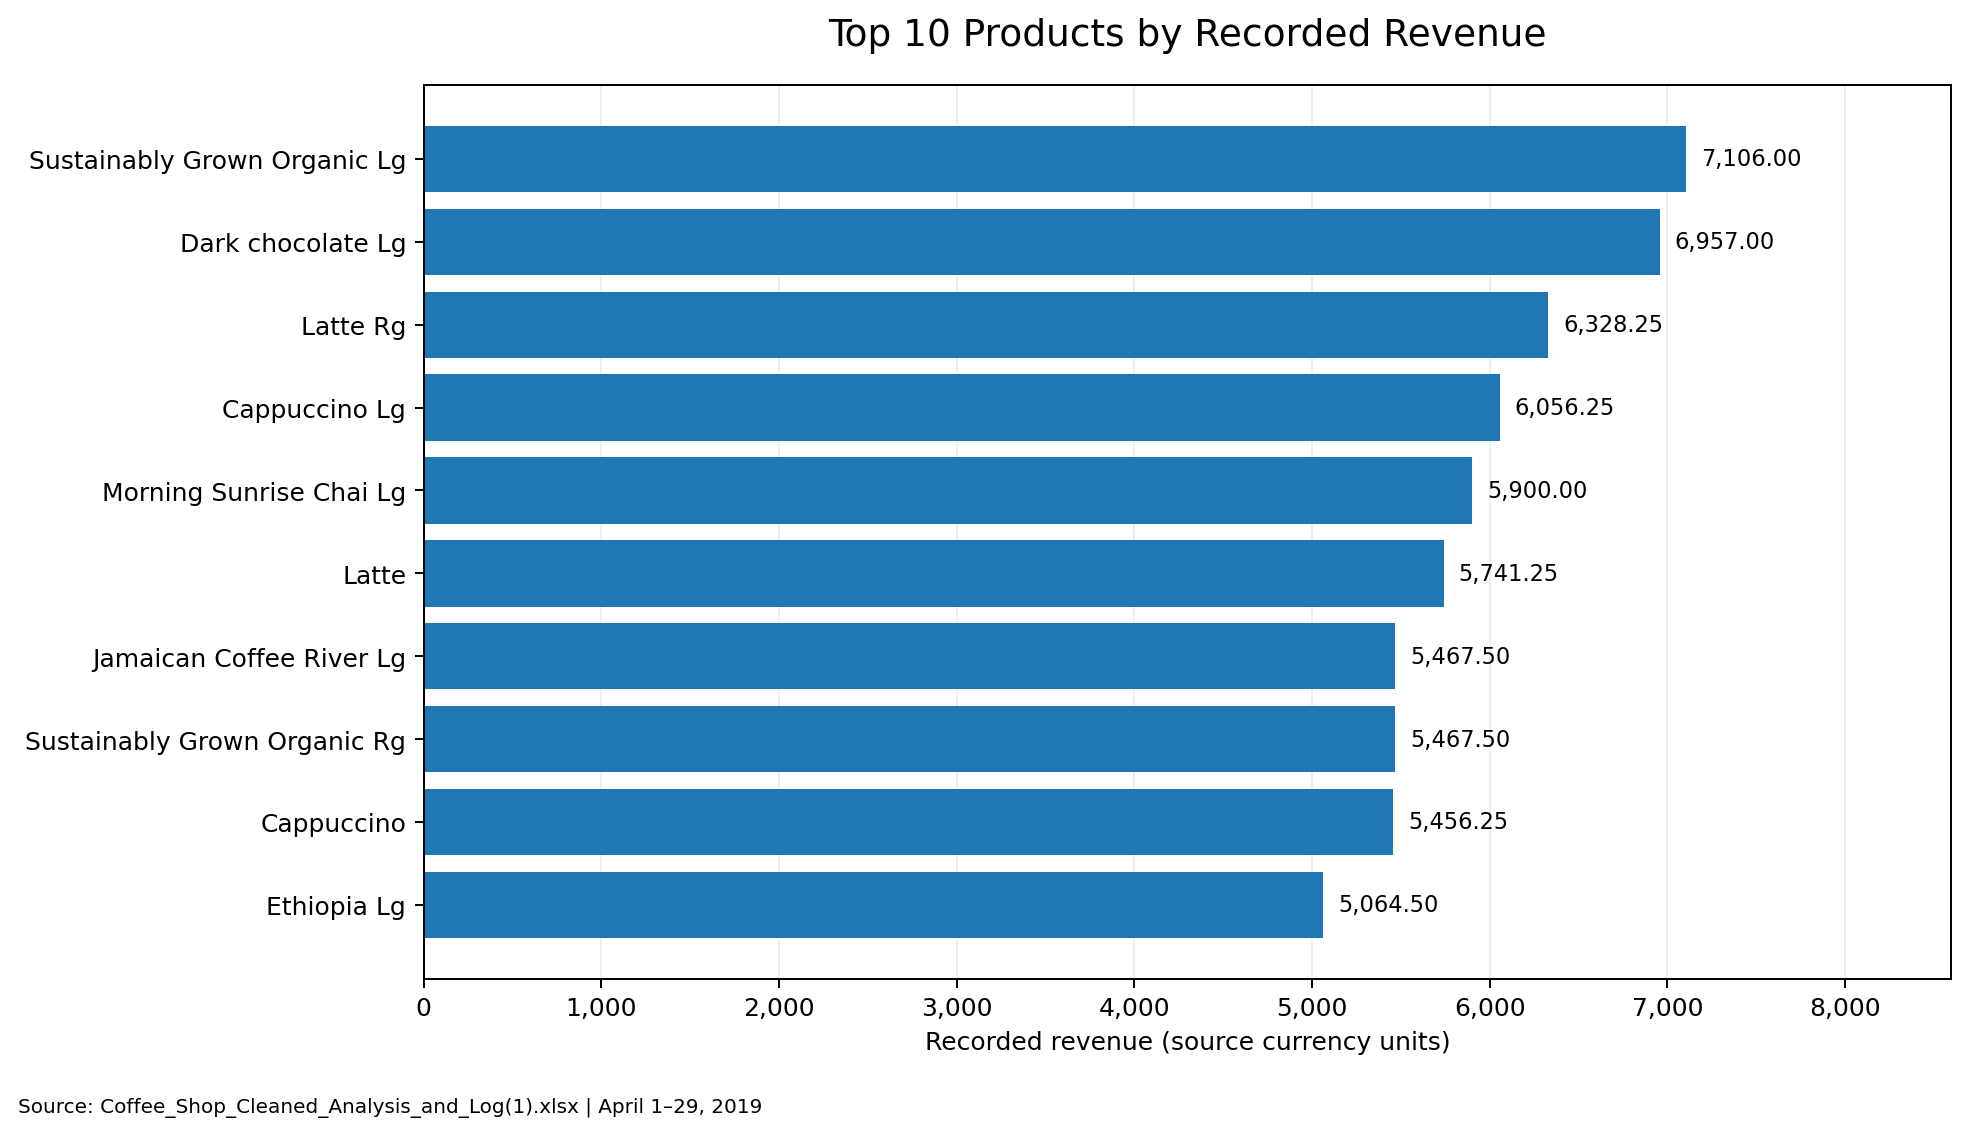 Top 10 Products by Recorded Revenue
Sustainably Grown Organic Lg 7,106.00
Dark chocolate Lg 6,957.00
Latte Rg 6,328.25
Cappuccino Lg 6,056.25
Morning Sunrise Chai Lg 5,900.00
Latte 5,741.25
Jamaican Coffee River Lg 5,467.50
Sustainably Grown Organic Rg 5,467.50
Cappuccino 5,456.25
Ethiopia Lg 5,064.50
0 1,000 2,000 3,000 4,000 5,000 6,000 7,000 8,000
Recorded revenue (source currency units)
Source: Coffee_Shop_Cleaned_Analysis_and_Log(1).xlsx | April 1–29, 2019